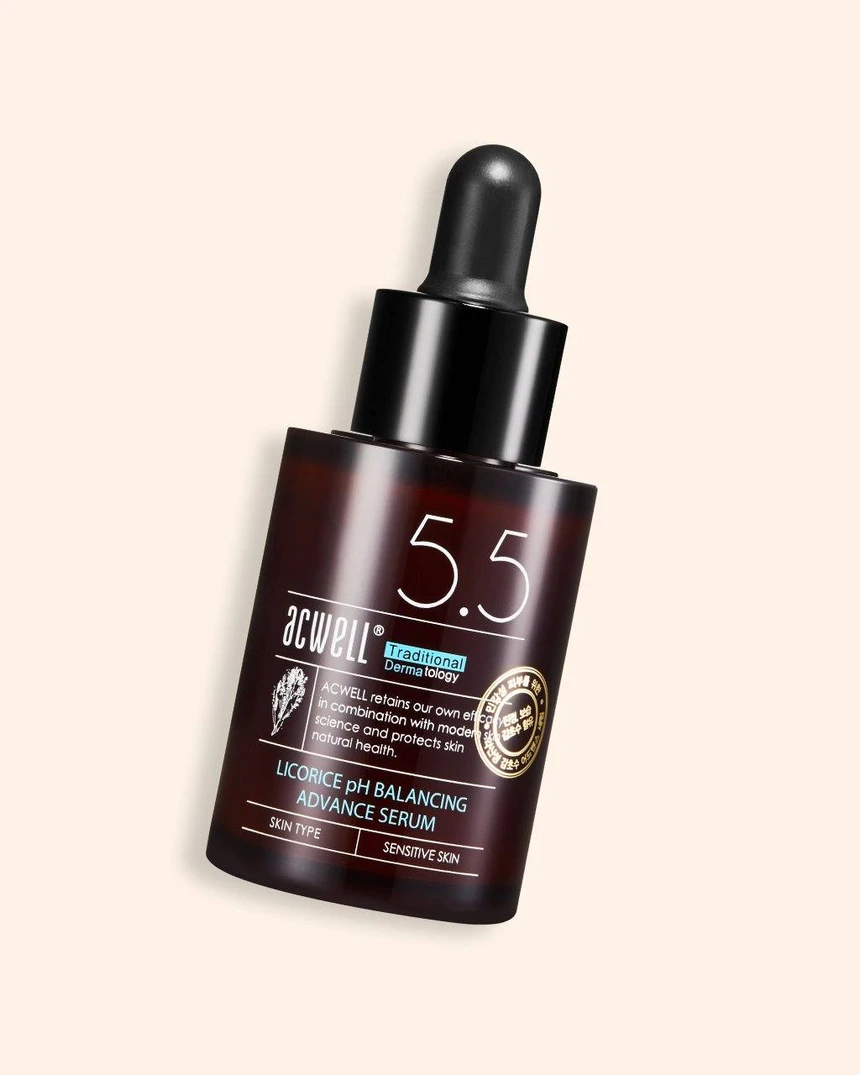 5.5
acwell®
Traditional
Dermatology
ACWELL retains our own
in combination with modern
science and protects skin
natural health.
LICORICE pH BALANCING
ADVANCE SERUM
SKIN TYPE
SENSITIVE SKIN